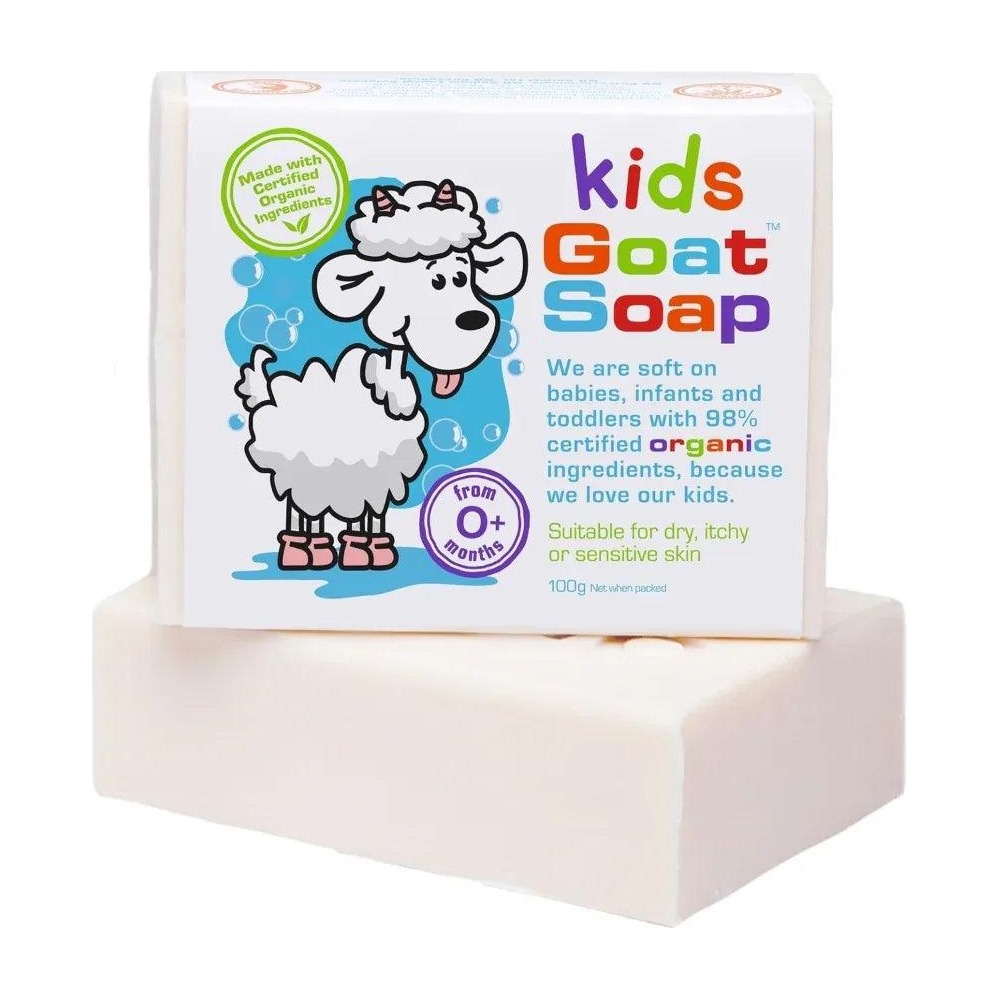 Made with
Certified
Organic
Ingredients
kids
Goat™
Soap
We are soft on
babies, infants and
toddlers with 98%
certified organic
ingredients, because
we love our kids.
from
0+
months
Suitable for dry, itchy
or sensitive skin
100g Net when packed